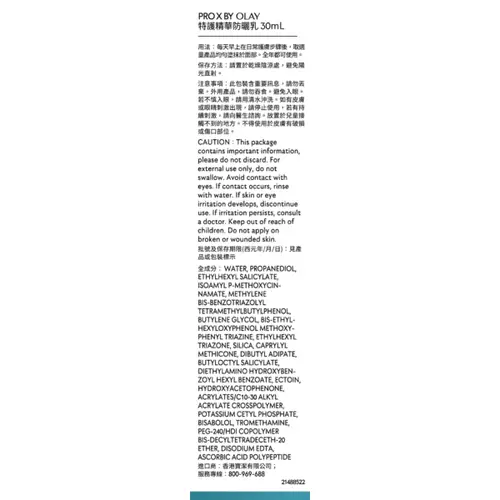 PRO X BY OLAY
特護精華防曬乳 30mL
用法：每天早上在日常護膚步驟後，取適
量產品均勻塗抹於面部。全年都可使用。
保存方法：請置於乾燥陰涼處，避免陽
光直射。
注意事項：此包裝含重要訊息，請勿丟
棄。外用產品，請勿吞食。避免入眼。
若不慎入眼，請用清水沖洗。如有皮膚
或眼睛刺激出現，請停止使用，若有持
續刺激，請向醫生諮詢。放置於兒童接
觸不到的地方。不得使用於皮膚有破損
或傷口部位。
CAUTION：This package
contains important information,
please do not discard. For
external use only, do not
swallow. Avoid contact with
eyes. If contact occurs, rinse
with water. If skin or eye
irritation develops, discontinue
use. If irritation persists, consult
a doctor. Keep out of reach of
children. Do not apply on
broken or wounded skin.
批號及保存期限(西元年/月/日)：見產
品或包裝標示
全成分：WATER, PROPANEDIOL,
ETHYLHEXYL SALICYLATE,
ISOAMYL P-METHOXYCIN-
NAMATE, METHYLENE
BIS-BENZOTRIAZOLYL
TETRAMETHYLBUTYLPHENOL,
BUTYLENE GLYCOL, BIS-ETHYL-
HEXYLOXYPHENOL METHOXY-
PHENYL TRIAZINE, ETHYLHEXYL
TRIAZONE, SILICA, CAPRYLYL
METHICONE, DIBUTYL ADIPATE,
BUTYLOCTYL SALICYLATE,
DIETHYLAMINO HYDROXYBEN-
ZOYL HEXYL BENZOATE, ECTOIN,
HYDROXYACETOPHENONE,
ACRYLATES/C10-30 ALKYL
ACRYLATE CROSSPOLYMER,
POTASSIUM CETYL PHOSPHATE,
BISABOLOL, TROMETHAMINE,
PEG-240/HDI COPOLYMER
BIS-DECYLTETRADECETH-20
ETHER, DISODIUM EDTA,
ASCORBIC ACID POLYPEPTIDE
進口商：香港寶潔有限公司；
服務專線：800-969-688
21488522